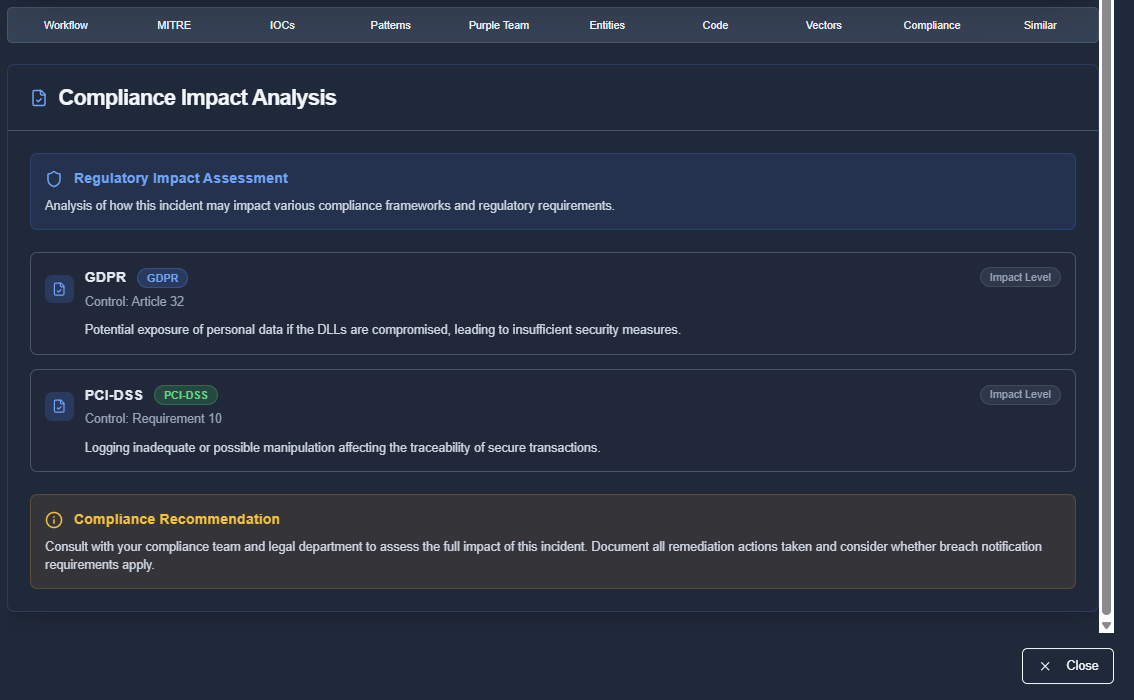 Workflow MITRE IOCs Patterns Purple Team Entities Code Vectors Compliance Similar
Compliance Impact Analysis
Regulatory Impact Assessment
Analysis of how this incident may impact various compliance frameworks and regulatory requirements.
GDPR GDPR Impact Level
Control: Article 32
Potential exposure of personal data if the DLLs are compromised, leading to insufficient security measures.
PCI-DSS PCI-DSS Impact Level
Control: Requirement 10
Logging inadequate or possible manipulation affecting the traceability of secure transactions.
Compliance Recommendation
Consult with your compliance team and legal department to assess the full impact of this incident. Document all remediation actions taken and consider whether breach notification
requirements apply.
Close